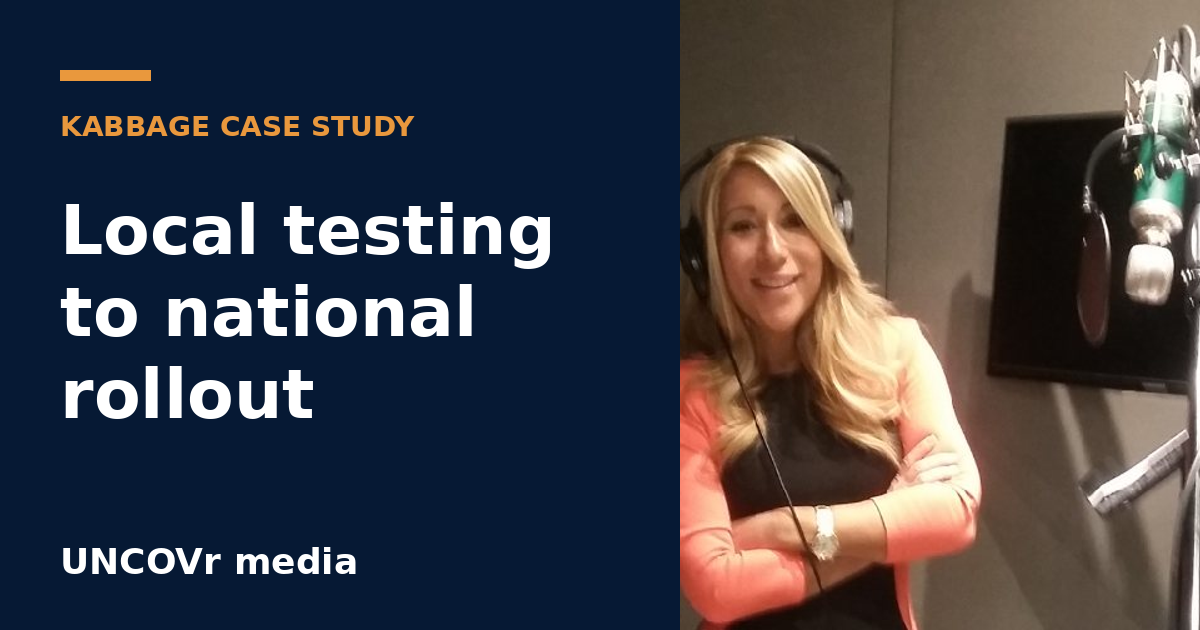 KABBAGE CASE STUDY
Local testing
to national
rollout
UNCOVr media